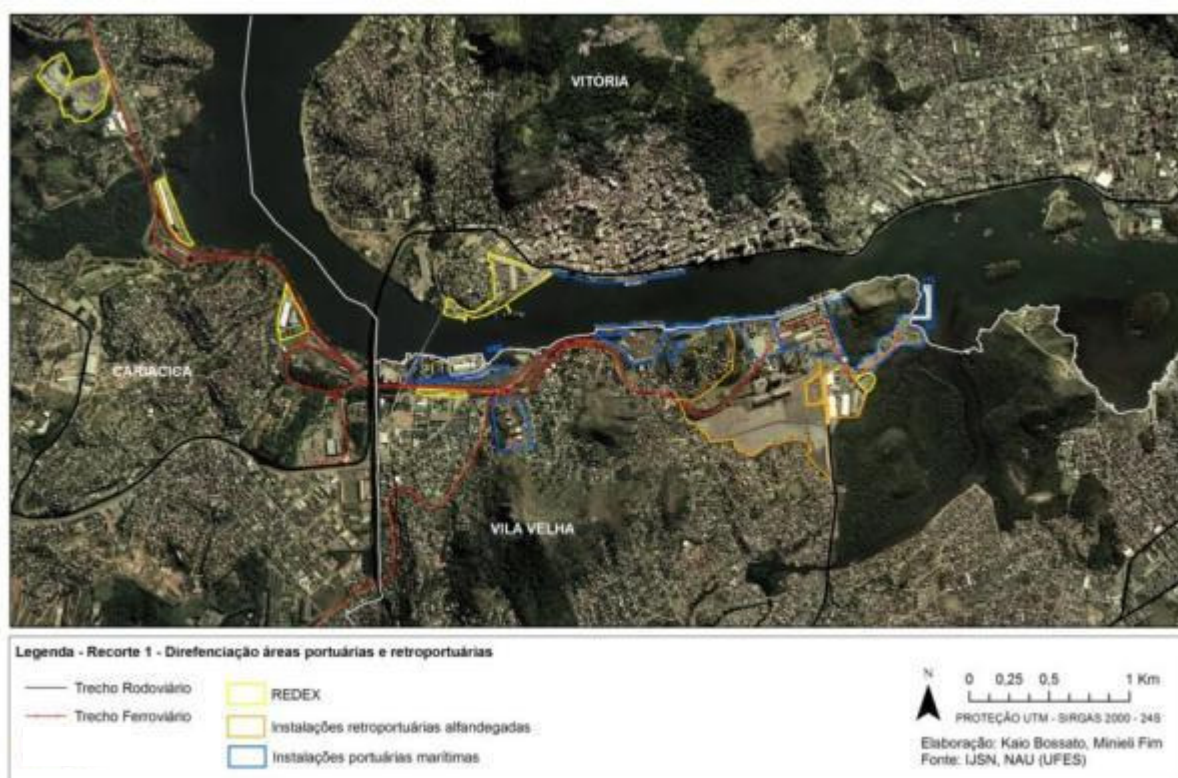 VITÓRIA
CARIACICA
VILA VELHA
Legenda - Recorte 1 - Direfenciação áreas portuárias e retroportuárias
Trecho Rodoviário
Trecho Ferroviário
REDEX
Instalações retroportuárias alfandegadas
Instalações portuárias marítimas
N
0 0,25 0,5 1 Km
PROTEÇÃO UTM - SIRGAS 2000 - 24S
Elaboração: Kaio Bossato, Minieli Fim
Fonte: IJSN, NAU (UFES)